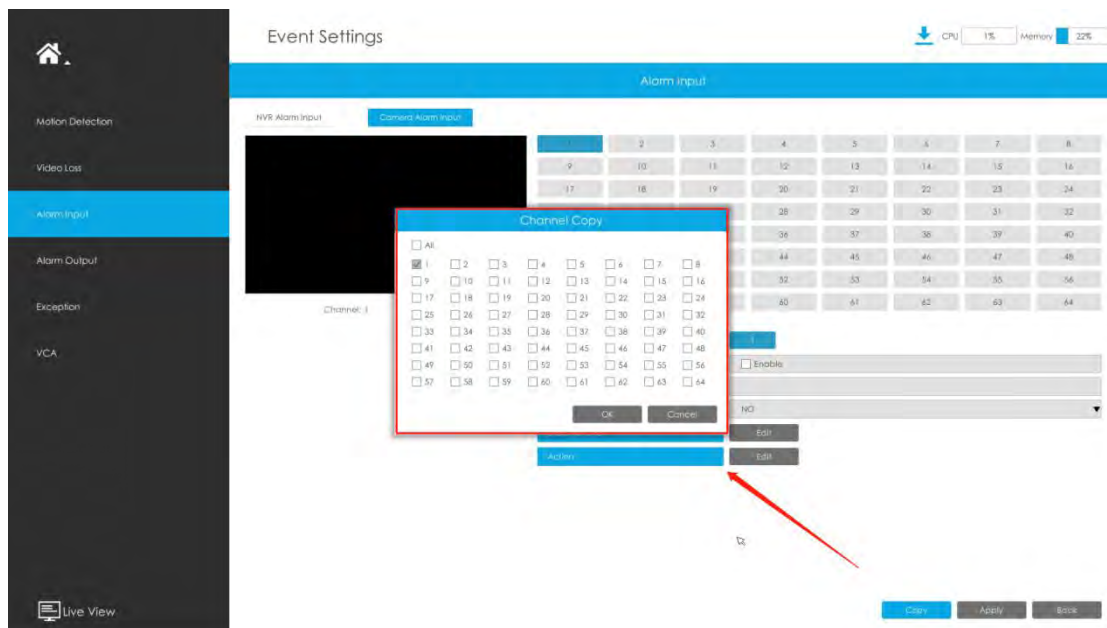 Event Settings
CPU 1% Memory 22%
Alarm Input
Motion Detection
Video Loss
Alarm Input
Alarm Output
Exception
VCA
Live View
NVR Alarm Input Camera Alarm Input
1 2 3 4 5 6 7 8
9 10 11 12 13 14 15 16
17 18 19 20 21 22 23 24
28 29 30 31 32
36 37 38 39 40
44 45 46 47 48
52 53 54 55 56
60 61 62 63 64
Channel: 1
Channel Copy
All
1 2 3 4 5 6 7 8
9 10 11 12 13 14 15 16
17 18 19 20 21 22 23 24
25 26 27 28 29 30 31 32
33 34 35 36 37 38 39 40
41 42 43 44 45 46 47 48
49 50 51 52 53 54 55 56
57 58 59 60 61 62 63 64
OK Cancel
1
Enable
NO
Edit
Action Edit
Copy Apply Back